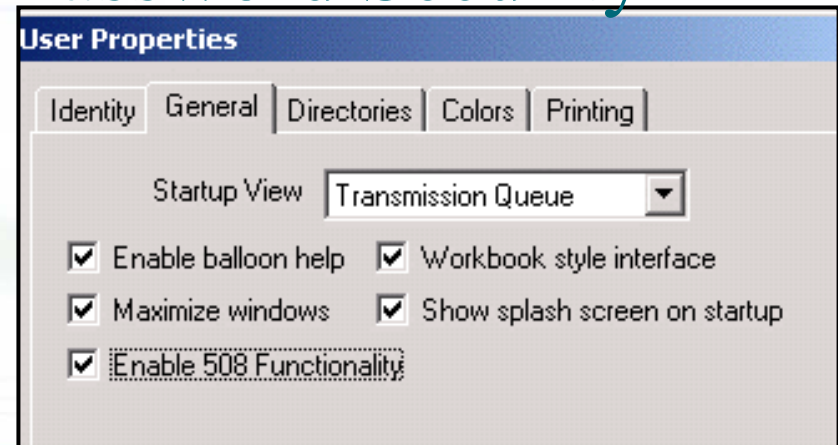 User Properties
Identity General Directories Colors Printing
Startup View Transmission Queue
Enable balloon help Workbook style interface
Maximize windows Show splash screen on startup
Enable 508 Functionality